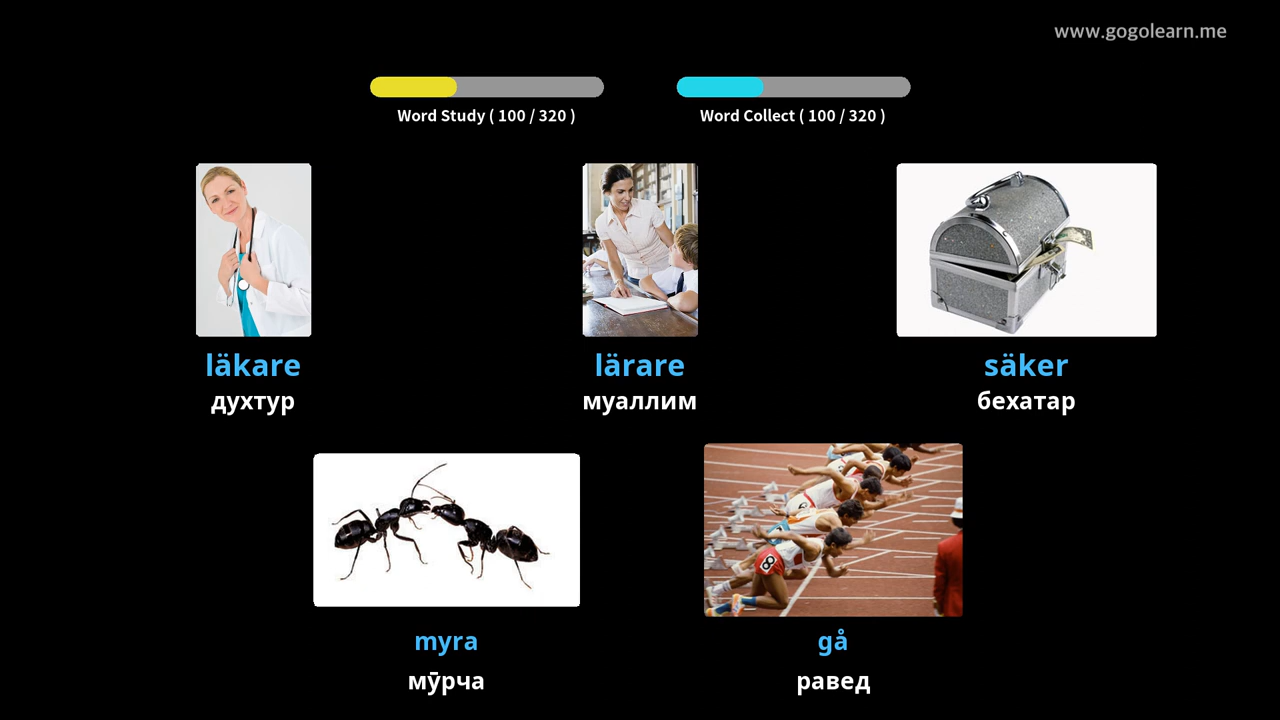 www.gogolearn.me
Word Study ( 100 / 320 )
Word Collect ( 100 / 320 )
läkare
духтур
lärare
муаллим
säker
бехатар
myra
мӯрча
gå
равед